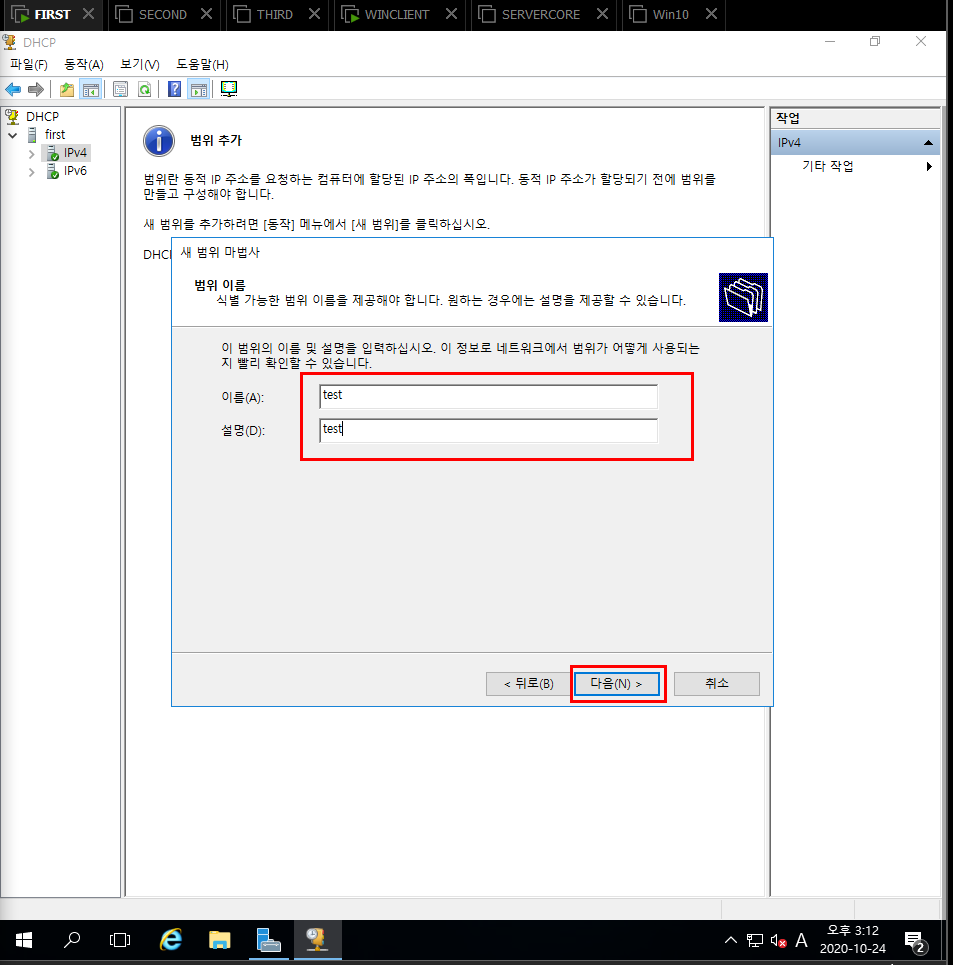 FIRST
SECOND
THIRD
WINCLIENT
SERVERCORE
Win10
DHCP
파일(F) 동작(A) 보기(V) 도움말(H)
DHCP
first
IPv4
IPv6
범위 추가
범위란 동적 IP 주소를 요청하는 컴퓨터에 할당된 IP 주소의 폭입니다. 동적 IP 주소가 할당되기 전에 범위를
만들고 구성해야 합니다.
새 범위를 추가하려면 [동작] 메뉴에서 [새 범위]를 클릭하십시오.
DHC
작업
IPv4
기타 작업
새 범위 마법사
범위 이름
식별 가능한 범위 이름을 제공해야 합니다. 원하는 경우에는 설명을 제공할 수 있습니다.
이 범위의 이름 및 설명을 입력하십시오. 이 정보로 네트워크에서 범위가 어떻게 사용되는
지 빨리 확인할 수 있습니다.
이름(A): test
설명(D): test
< 뒤로(B) 다음(N) > 취소
A
오후 3:12
2020-10-24
2